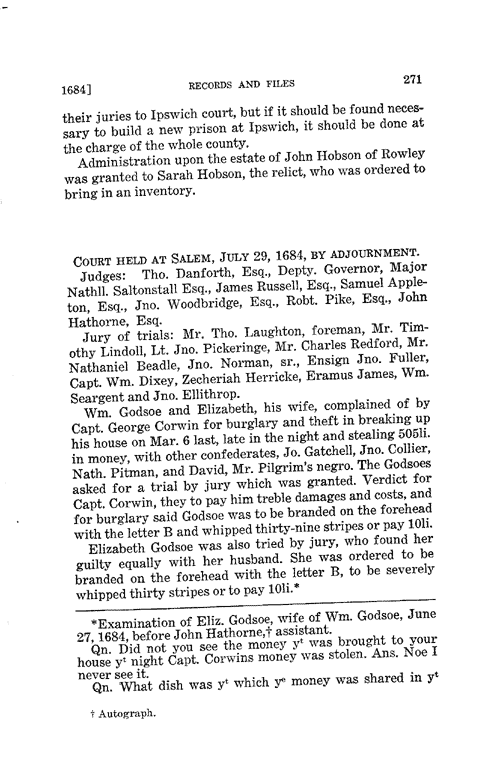 1684] RECORDS AND FILES 271
their juries to Ipswich court, but if it should be found neces-
sary to build a new prison at Ipswich, it should be done at
the charge of the whole county.
Administration upon the estate of John Hobson of Rowley
was granted to Sarah Hobson, the relict, who was ordered to
bring in an inventory.
COURT HELD AT SALEM, JULY 29, 1684, BY ADJOURNMENT.
Judges: Tho. Danforth, Esq., Depty. Governor, Major
Nathll. Saltonstall Esq., James Russell, Esq., Samuel Apple-
ton, Esq., Jno. Woodbridge, Esq., Robt. Pike, Esq., John
Hathorne, Esq.
Jury of trials: Mr. Tho. Laughton, foreman, Mr. Tim-
othy Lindoll, Lt. Jno. Pickeringe, Mr. Charles Redford, Mr.
Nathaniel Beadle, Jno. Norman, sr., Ensign Jno. Fuller,
Capt. Wm. Dixey, Zecheriah Herricke, Eramus James, Wm.
Seargent and Jno. Ellithrop.
Wm. Godsoe and Elizabeth, his wife, complained of by
Capt. George Corwin for burglary and theft in breaking up
his house on Mar. 6 last, late in the night and stealing 505li.
in money, with other confederates, Jo. Gatchell, Jno. Collier,
Nath. Pitman, and David, Mr. Pilgrim's negro. The Godsoes
asked for a trial by jury which was granted. Verdict for
Capt. Corwin, they to pay him treble damages and costs, and
for burglary said Godsoe was to be branded on the forehead
with the letter B and whipped thirty-nine stripes or pay 10li.
Elizabeth Godsoe was also tried by jury, who found her
guilty equally with her husband. She was ordered to be
branded on the forehead with the letter B, to be severely
whipped thirty stripes or to pay 10li.*
*Examination of Eliz. Godsoe, wife of Wm. Godsoe, June
27, 1684, before John Hathorne,† assistant.
Qn. Did not you see the money yᵗ was brought to your
house yᵗ night Capt. Corwins money was stolen. Ans. Noe I
never see it.
Qn. What dish was yᵗ which yᵉ money was shared in yᵗ
† Autograph.